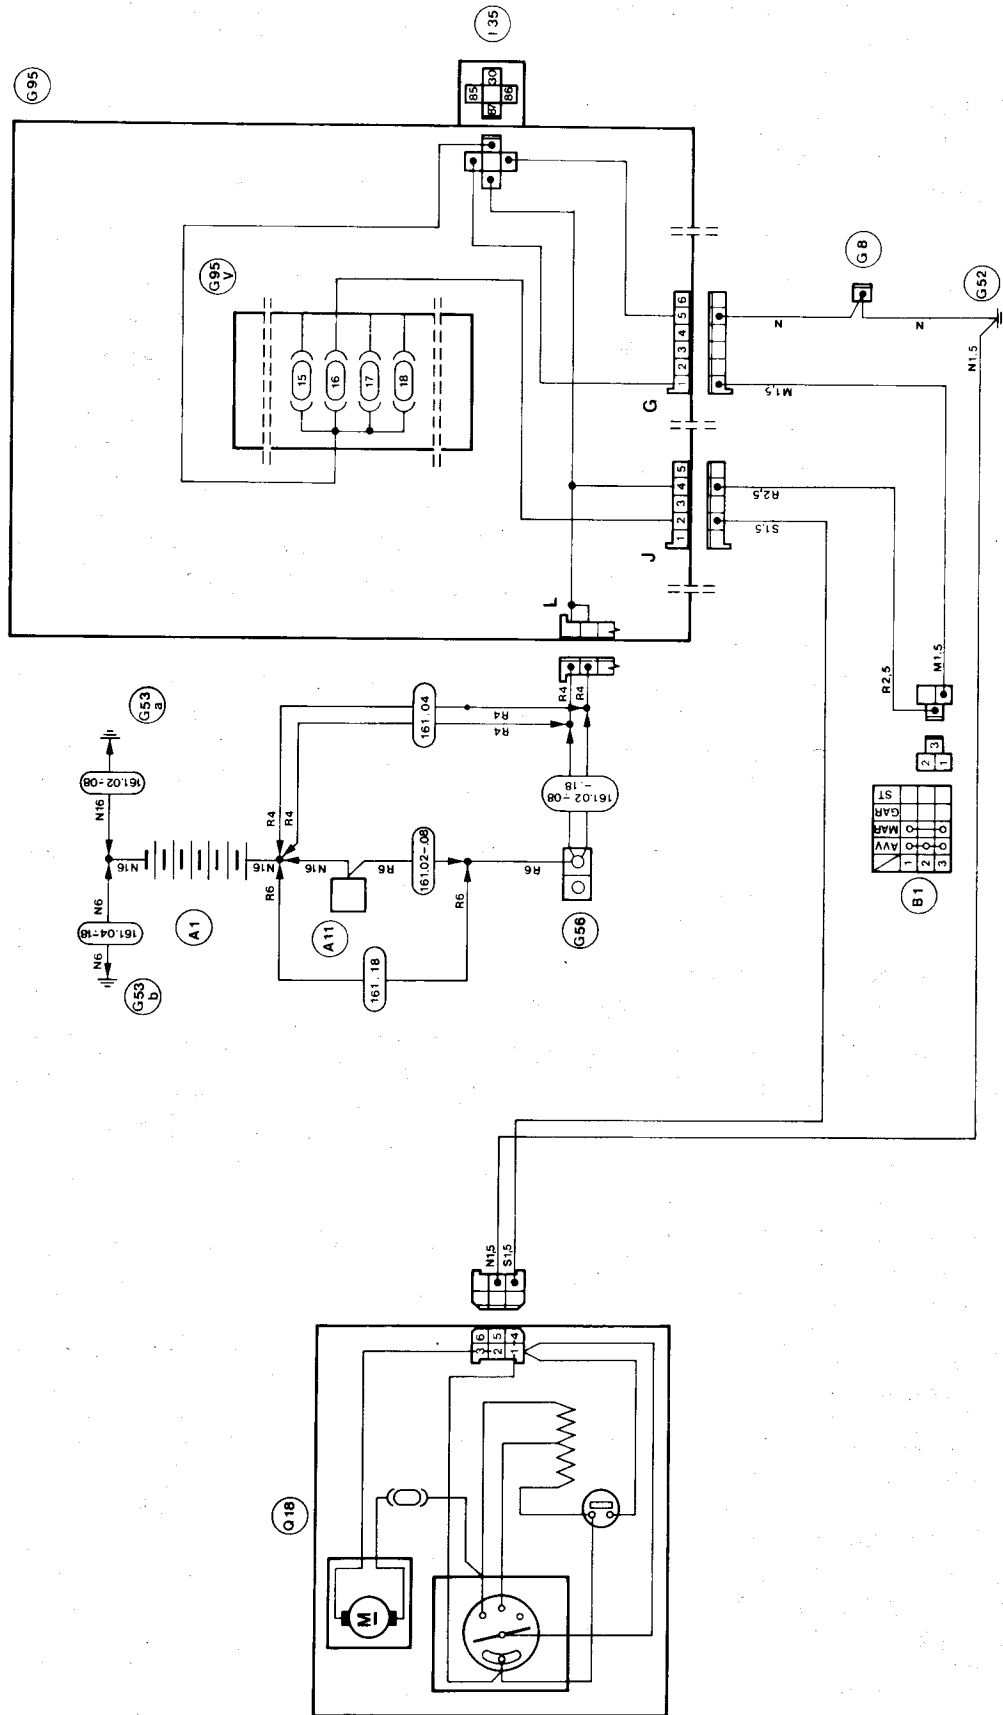 G95
I 35
85
30
87
86
G95
V
15
16
17
18
G 8
G52
N
N
N1,5
M1,5
G
1
2
3
4
5
6
J
1
2
3
4
5
R2,5
S1,5
L
R4
R4
G53
a
161.02-08
N16
N16
N6
161.04-18
N6
G53
b
A1
N16
N16
R4
R4
161.04
R4
R4
A11
R6
161.02-.08
R6
R6
161.18
R6
161.02-08
-.18
G56
R2,5
M1,5
3
2
1
ST
GAR
MAR
AVV
1
2
3
B1
N1,5
S1,5
6
5
4
3
2
1
Q18
M